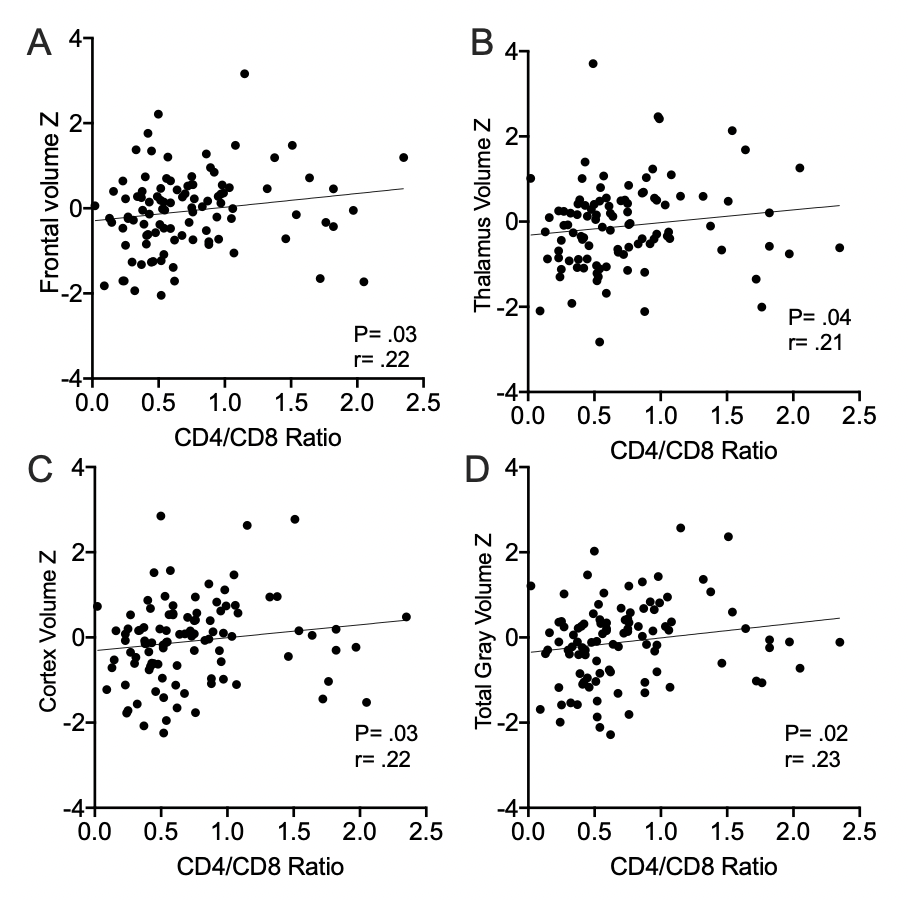 A
Frontal volume Z
4
2
0
-2
-4
P= .03
r= .22
0.0 0.5 1.0 1.5 2.0 2.5
CD4/CD8 Ratio
B
Thalamus Volume Z
4
2
0
-2
-4
P= .04
r= .21
0.0 0.5 1.0 1.5 2.0 2.5
CD4/CD8 Ratio
C
Cortex Volume Z
4
2
0
-2
-4
P= .03
r= .22
0.0 0.5 1.0 1.5 2.0 2.5
CD4/CD8 Ratio
D
Total Gray Volume Z
4
2
0
-2
-4
P= .02
r= .23
0.0 0.5 1.0 1.5 2.0 2.5
CD4/CD8 Ratio